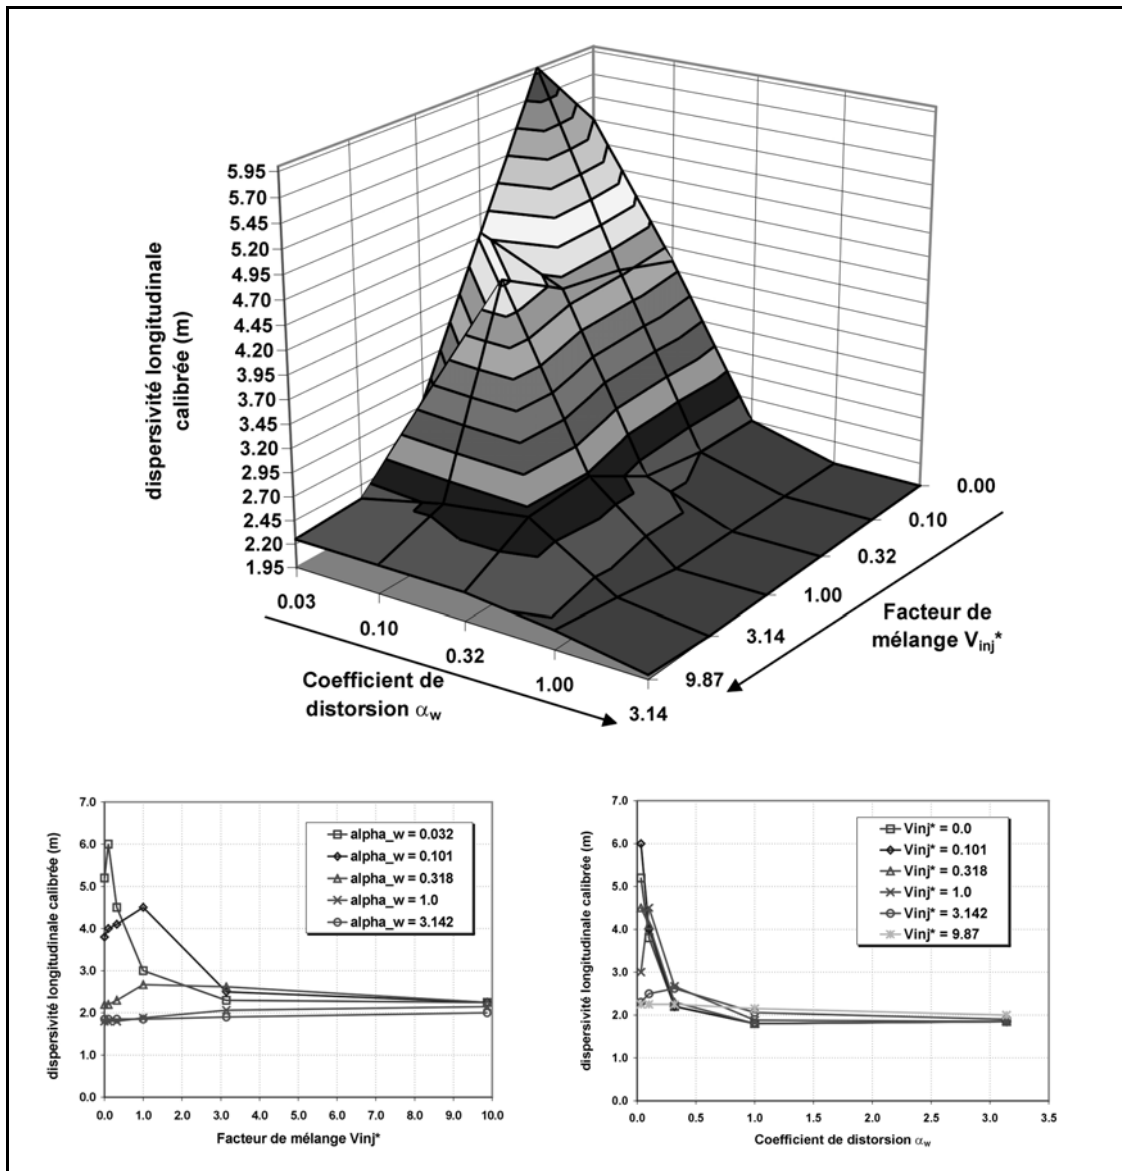 5.95
5.70
5.45
5.20
4.95
4.70
4.45
4.20
3.95
3.70
3.45
3.20
2.95
2.70
2.45
2.20
1.95
dispersivité longitudinale
calibrée (m)
0.03
0.10
0.32
1.00
3.14
Coefficient de
distorsion αw
0.00
0.10
0.32
1.00
3.14
9.87
Facteur de
mélange Vinj*
7.0
6.0
5.0
4.0
3.0
2.0
1.0
0.0
dispersivité longitudinale calibrée (m)
alpha_w = 0.032
alpha_w = 0.101
alpha_w = 0.318
alpha_w = 1.0
alpha_w = 3.142
0.0 1.0 2.0 3.0 4.0 5.0 6.0 7.0 8.0 9.0 10.0
Facteur de mélange Vinj*
7.0
6.0
5.0
4.0
3.0
2.0
1.0
0.0
dispersivité longitudinale calibrée (m)
Vinj* = 0.0
Vinj* = 0.101
Vinj* = 0.318
Vinj* = 1.0
Vinj* = 3.142
Vinj* = 9.87
0.0 0.5 1.0 1.5 2.0 2.5 3.0 3.5
Coefficient de distorsion αw